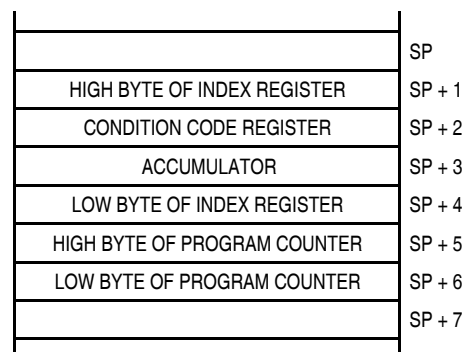 SP
HIGH BYTE OF INDEX REGISTER SP + 1
CONDITION CODE REGISTER SP + 2
ACCUMULATOR SP + 3
LOW BYTE OF INDEX REGISTER SP + 4
HIGH BYTE OF PROGRAM COUNTER SP + 5
LOW BYTE OF PROGRAM COUNTER SP + 6
SP + 7